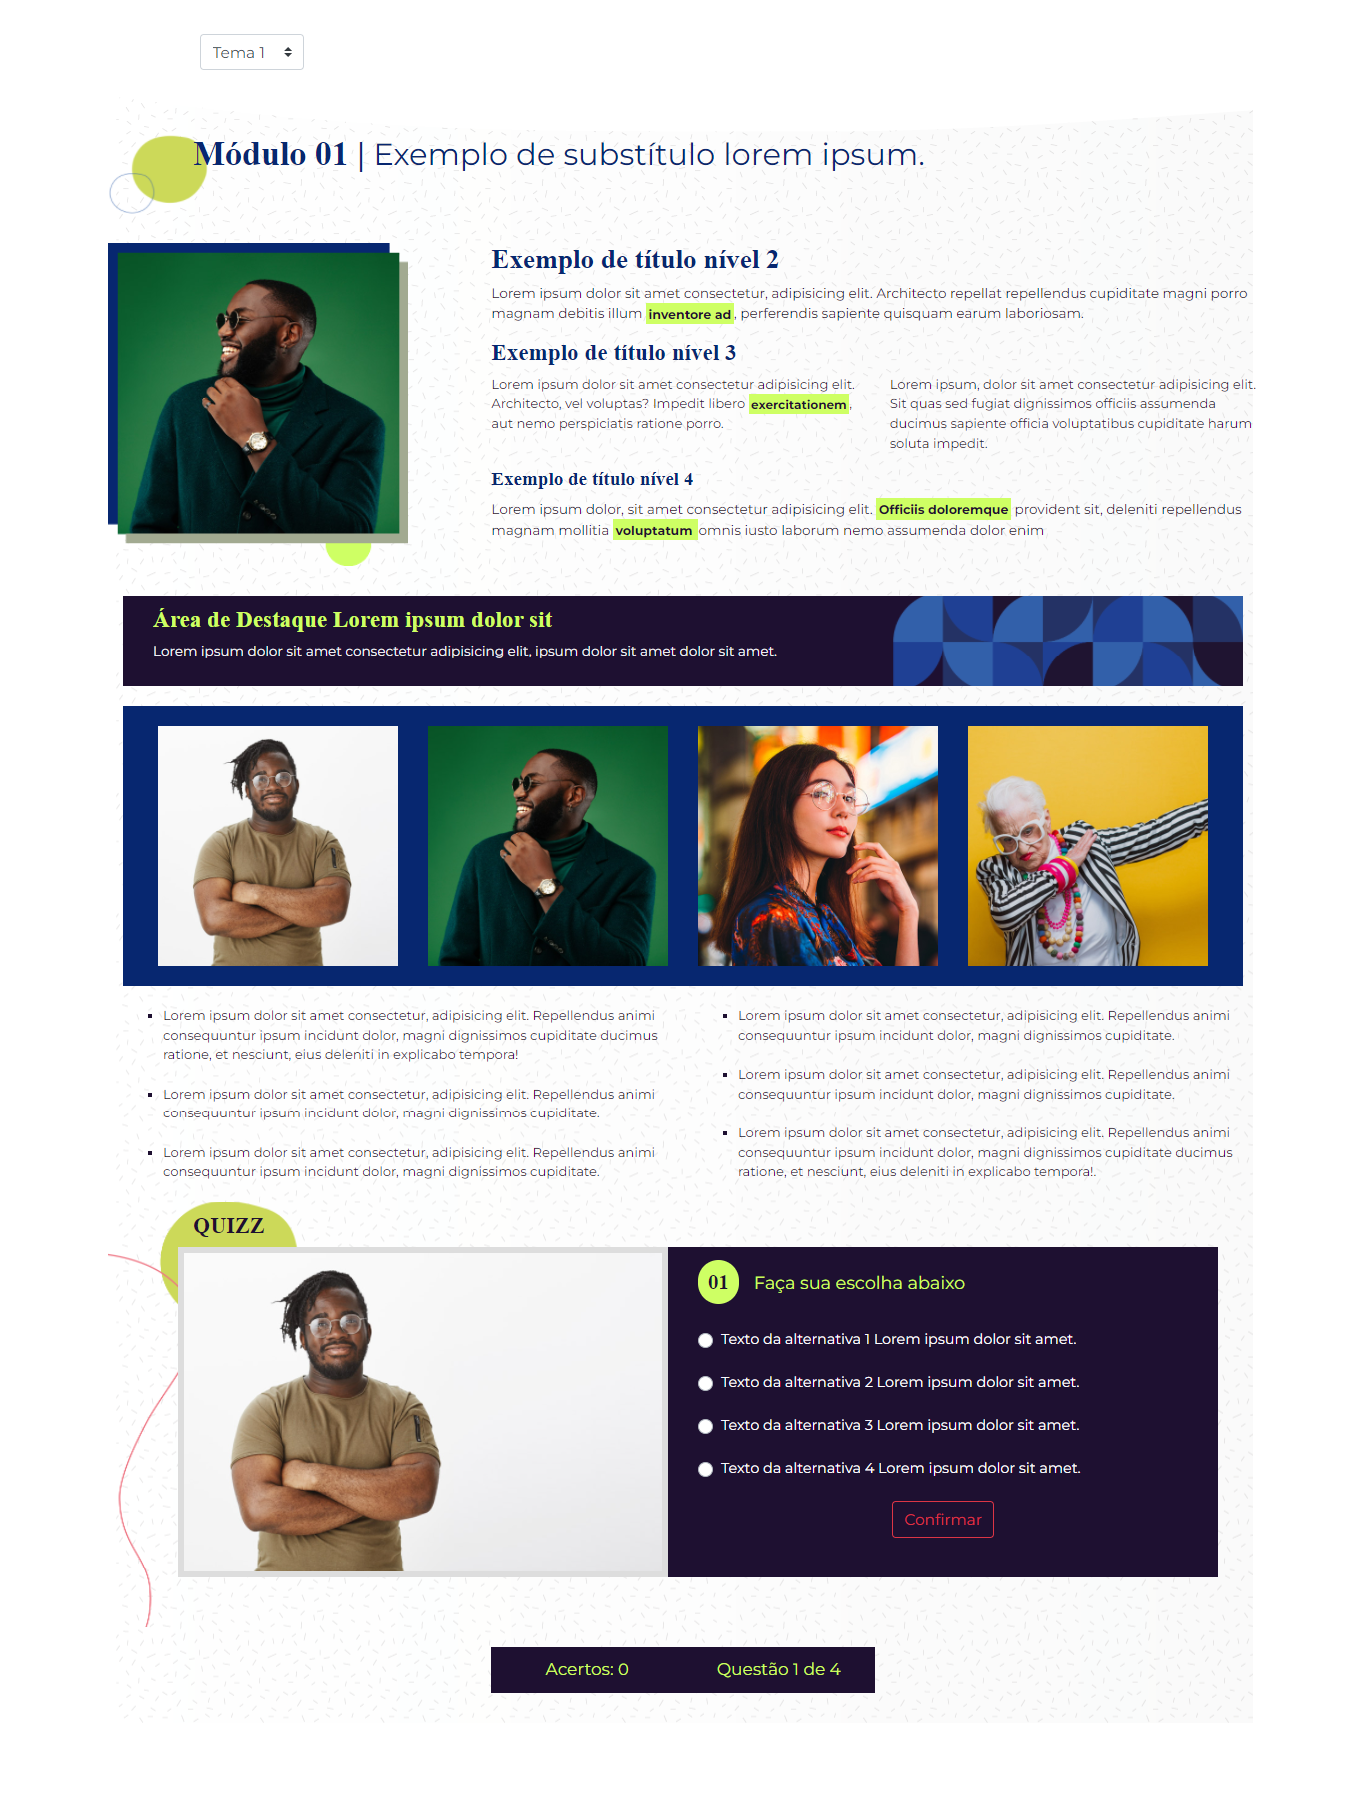 Tema 1
Módulo 01 | Exemplo de substítulo lorem ipsum.
Exemplo de título nível 2
Lorem ipsum dolor sit amet consectetur, adipisicing elit. Architecto repellat repellendus cupiditate magni porro
magnam debitis illum inventore ad, perferendis sapiente quisquam earum laboriosam.
Exemplo de título nível 3
Lorem ipsum dolor sit amet consectetur adipisicing elit.
Architecto, vel voluptas? Impedit libero exercitationem,
aut nemo perspiciatis ratione porro.
Lorem ipsum, dolor sit amet consectetur adipisicing elit.
Sit quas sed fugiat dignissimos officiis assumenda
ducimus sapiente officia voluptatibus cupiditate harum
soluta impedit.
Exemplo de título nível 4
Lorem ipsum dolor, sit amet consectetur adipisicing elit. Officiis doloremque provident sit, deleniti repellendus
magnam mollitia voluptatum omnis iusto laborum nemo assumenda dolor enim
Área de Destaque Lorem ipsum dolor sit
Lorem ipsum dolor sit amet consectetur adipisicing elit, ipsum dolor sit amet dolor sit amet.
Lorem ipsum dolor sit amet consectetur, adipisicing elit. Repellendus animi
consequuntur ipsum incidunt dolor, magni dignissimos cupiditate ducimus
ratione, et nesciunt, eius deleniti in explicabo tempora!
Lorem ipsum dolor sit amet consectetur, adipisicing elit. Repellendus animi
consequuntur ipsum incidunt dolor, magni dignissimos cupiditate.
Lorem ipsum dolor sit amet consectetur, adipisicing elit. Repellendus animi
consequuntur ipsum incidunt dolor, magni dignissimos cupiditate.
Lorem ipsum dolor sit amet consectetur, adipisicing elit. Repellendus animi
consequuntur ipsum incidunt dolor, magni dignissimos cupiditate.
Lorem ipsum dolor sit amet consectetur, adipisicing elit. Repellendus animi
consequuntur ipsum incidunt dolor, magni dignissimos cupiditate.
Lorem ipsum dolor sit amet consectetur, adipisicing elit. Repellendus animi
consequuntur ipsum incidunt dolor, magni dignissimos cupiditate ducimus
ratione, et nesciunt, eius deleniti in explicabo tempora!.
QUIZZ
01 Faça sua escolha abaixo
Texto da alternativa 1 Lorem ipsum dolor sit amet.
Texto da alternativa 2 Lorem ipsum dolor sit amet.
Texto da alternativa 3 Lorem ipsum dolor sit amet.
Texto da alternativa 4 Lorem ipsum dolor sit amet.
Confirmar
Acertos: 0 Questão 1 de 4